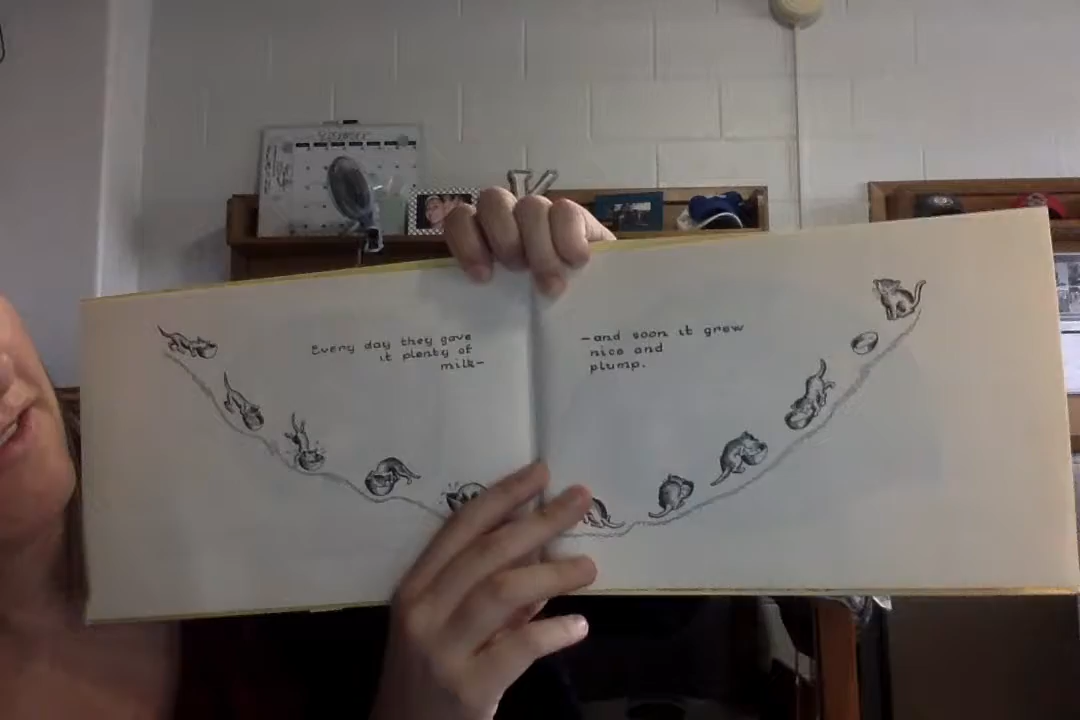 Every day they gave
it plenty of
milk—
—and soon it grew
nice and
plump.